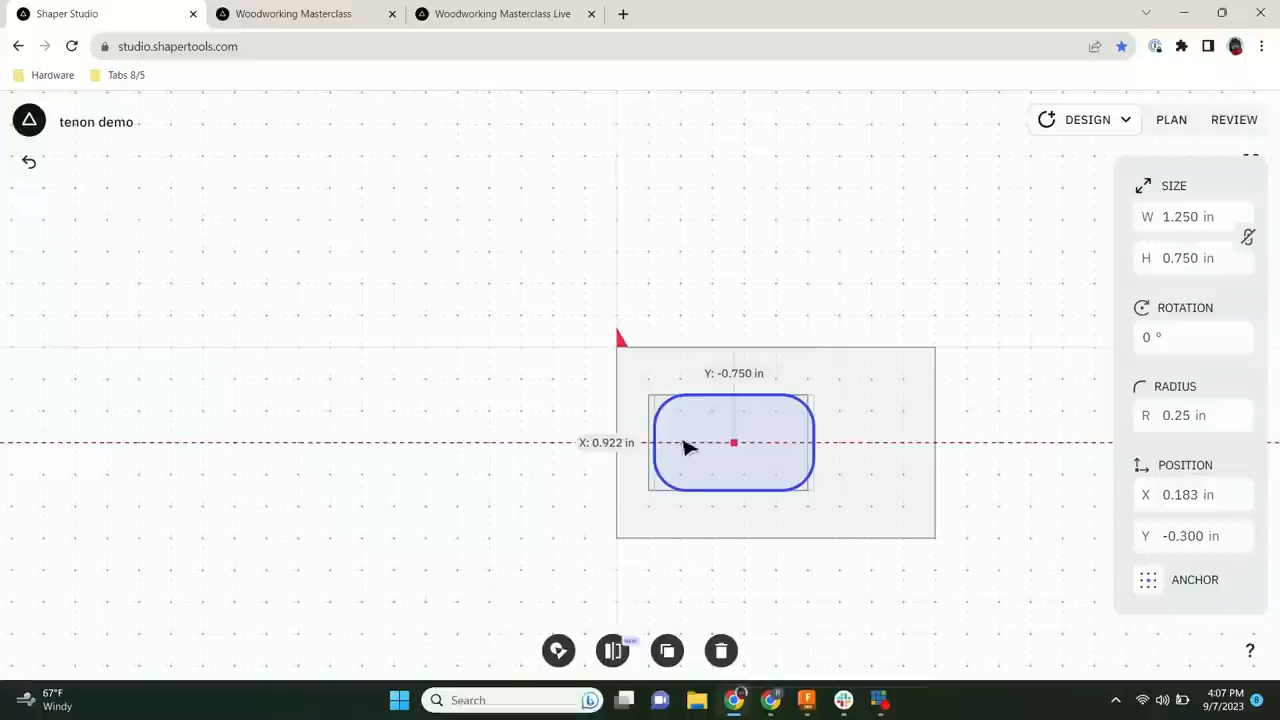 Shaper Studio
Woodworking Masterclass
Woodworking Masterclass Live
studio.shapertools.com
Hardware
Tabs 8/5
tenon demo
DESIGN
PLAN
REVIEW
SIZE
W 1.250 in
H 0.750 in
ROTATION
0 °
RADIUS
R 0.25 in
POSITION
X 0.183 in
Y -0.300 in
ANCHOR
Y: -0.750 in
X: 0.922 in
?
67°F
Windy
Search
4:07 PM
9/7/2023
8